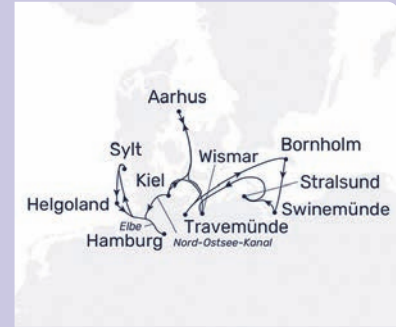 Aarhus
Sylt
Kiel
Wismar
Bornholm
Stralsund
Helgoland
Swinemünde
Elbe
Travemünde
Hamburg
Nord-Ostsee-Kanal